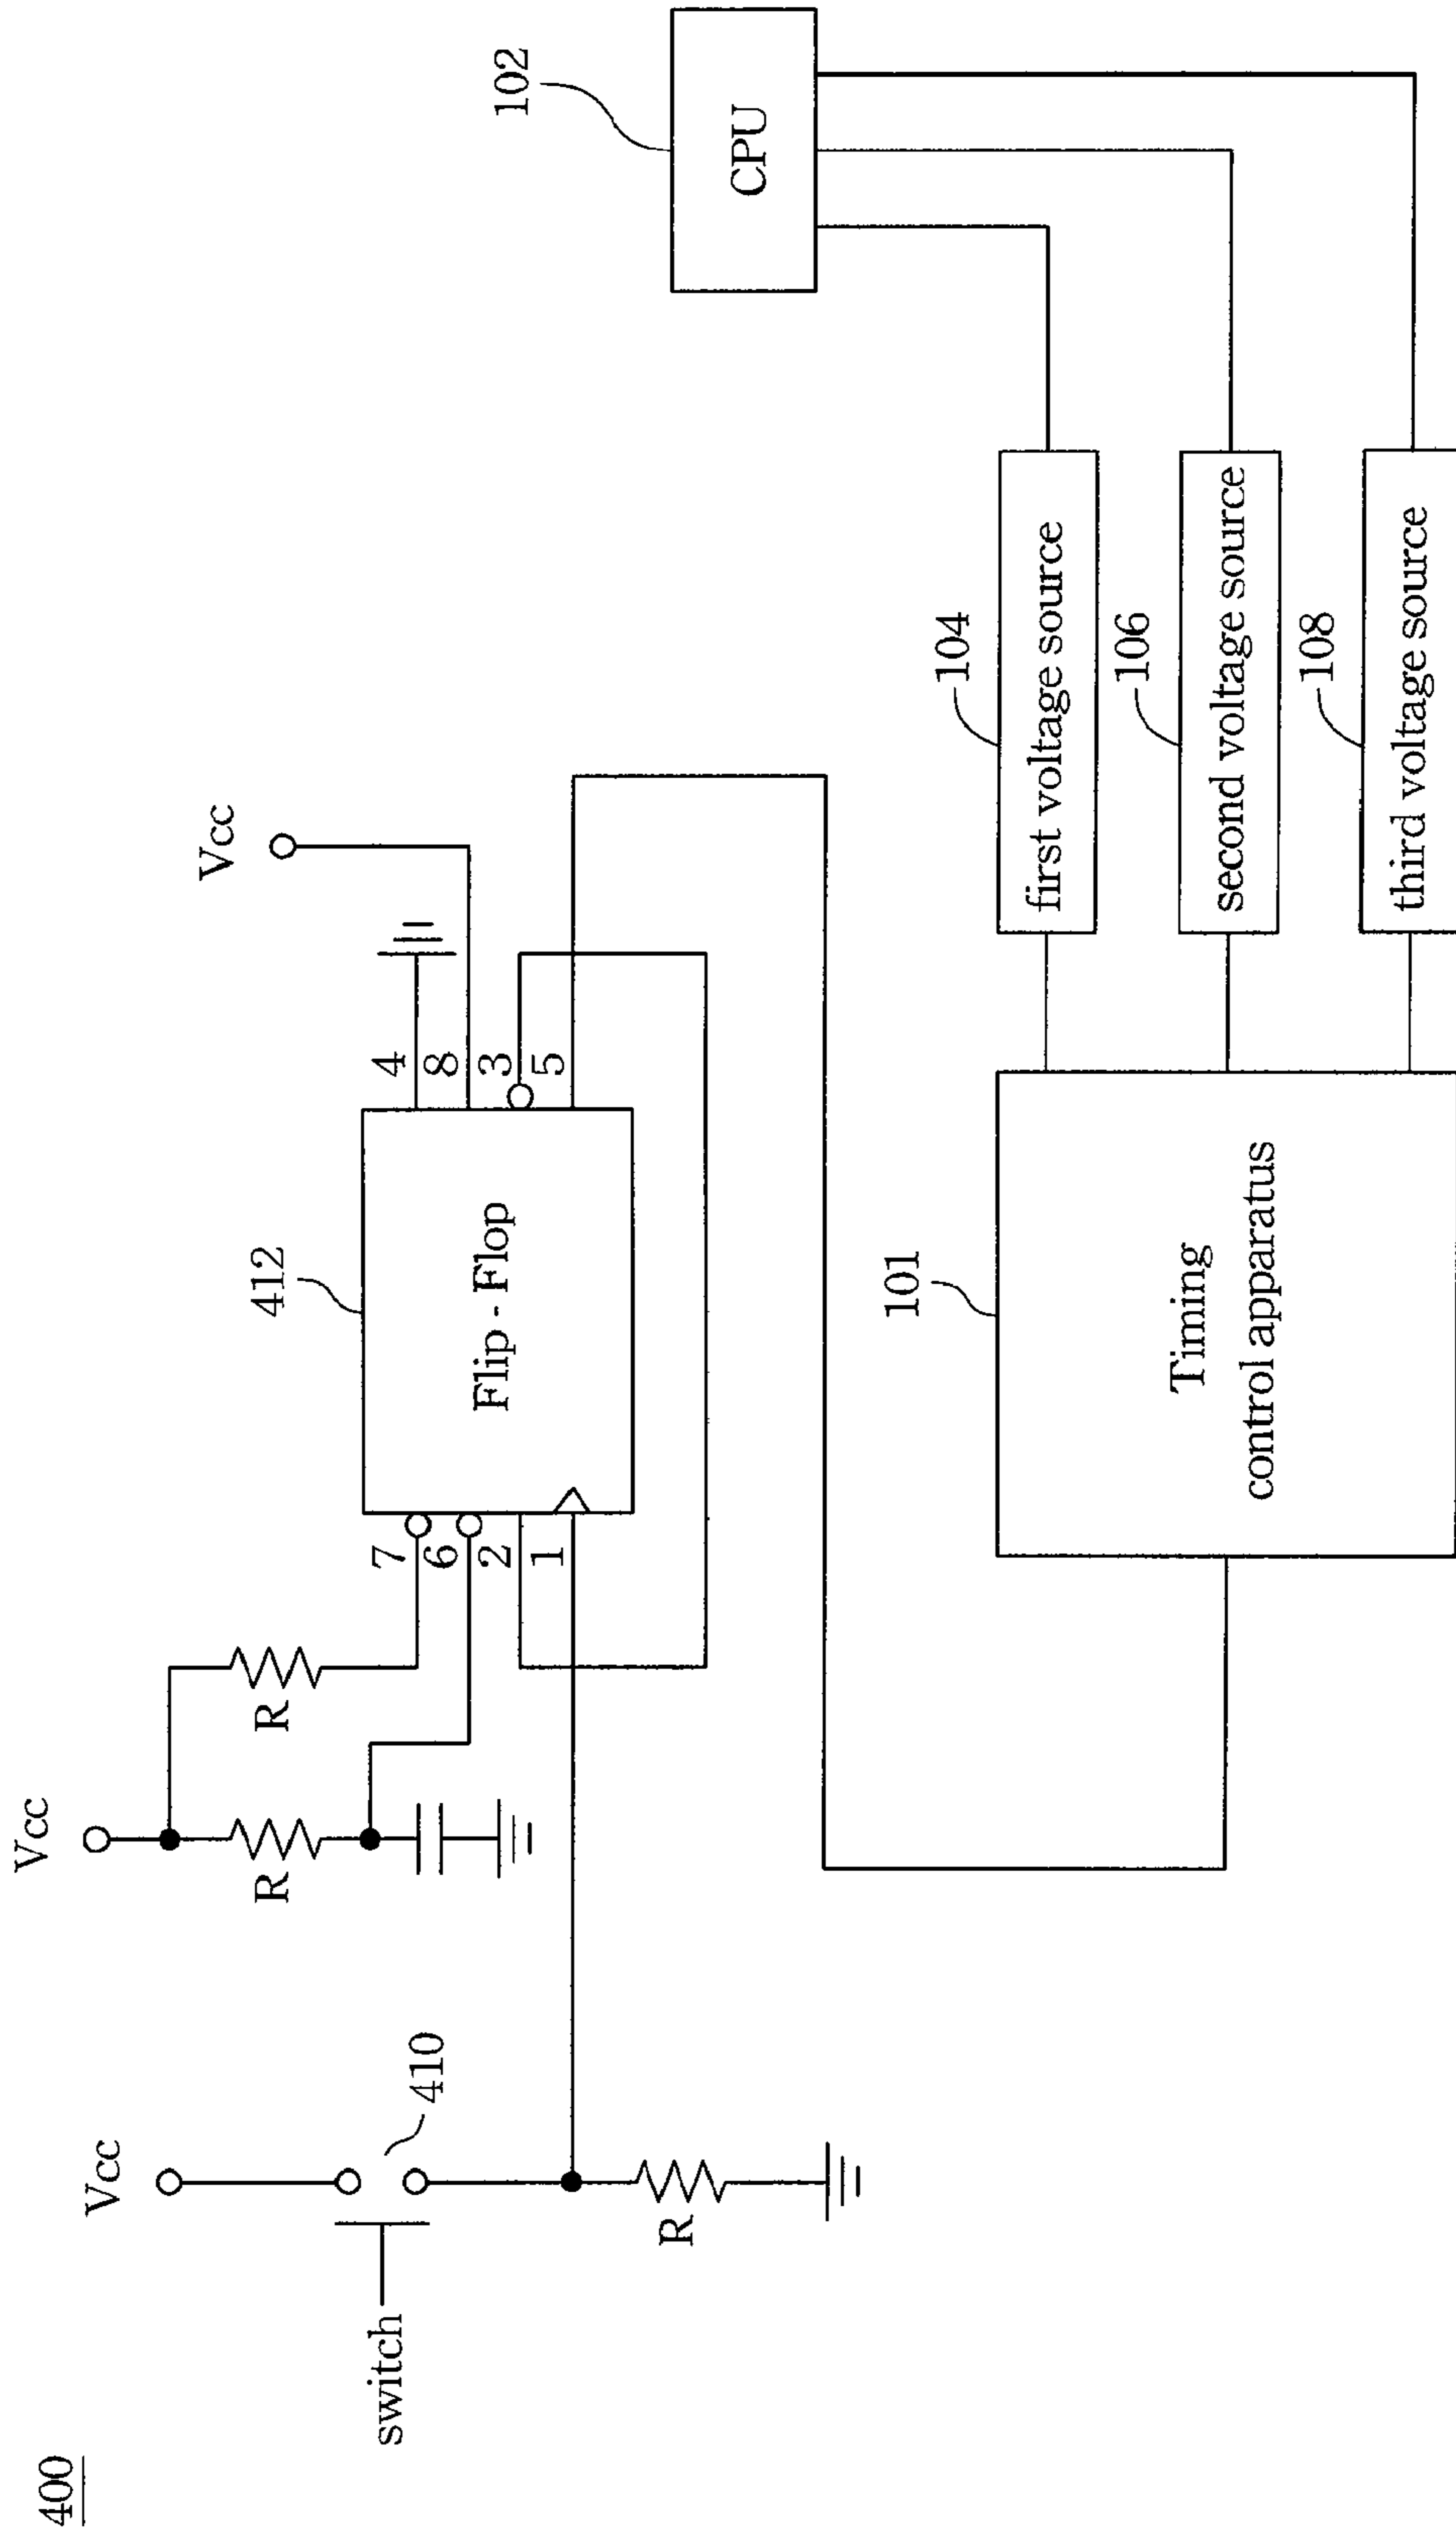 400
Vcc
switch
410
R
Vcc
R
R
7
6
2
1
412
Flip - Flop
4
8
3
5
Vcc
101
Timing
control apparatus
104
first voltage source
106
second voltage source
108
third voltage source
102
CPU